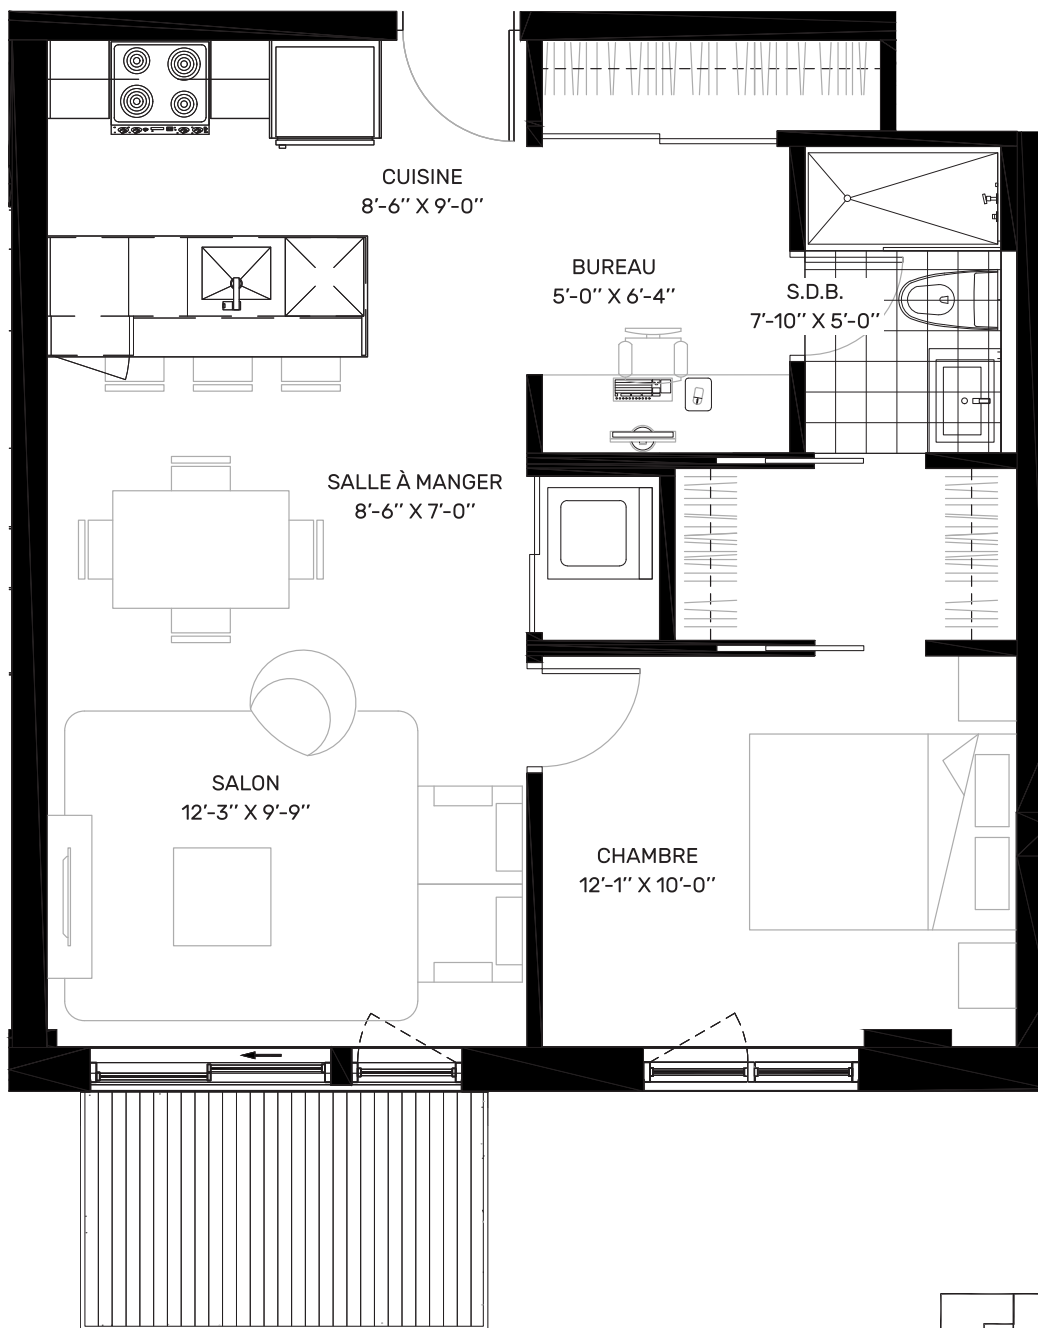 CUISINE
8'-6'' X 9'-0''
BUREAU
5'-0'' X 6'-4''
S.D.B.
7'-10'' X 5'-0''
SALLE À MANGER
8'-6'' X 7'-0''
SALON
12'-3'' X 9'-9''
CHAMBRE
12'-1'' X 10'-0''